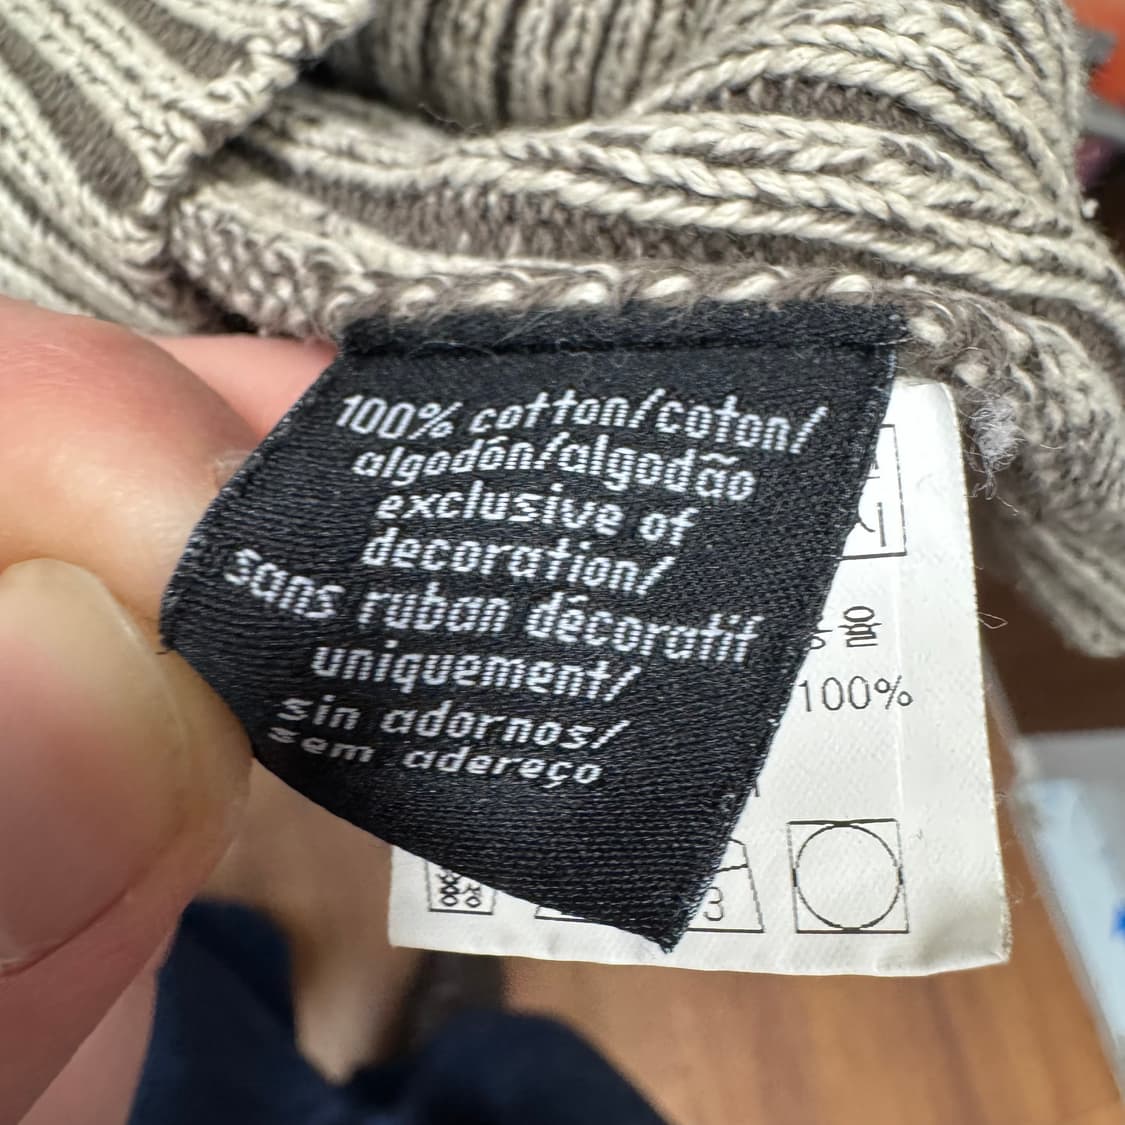 100% cotton/coton/
algodón/algodão
exclusive of
decoration/
sans ruban décoratif
uniquement/
sin adornos/
sem adereço
100%
3